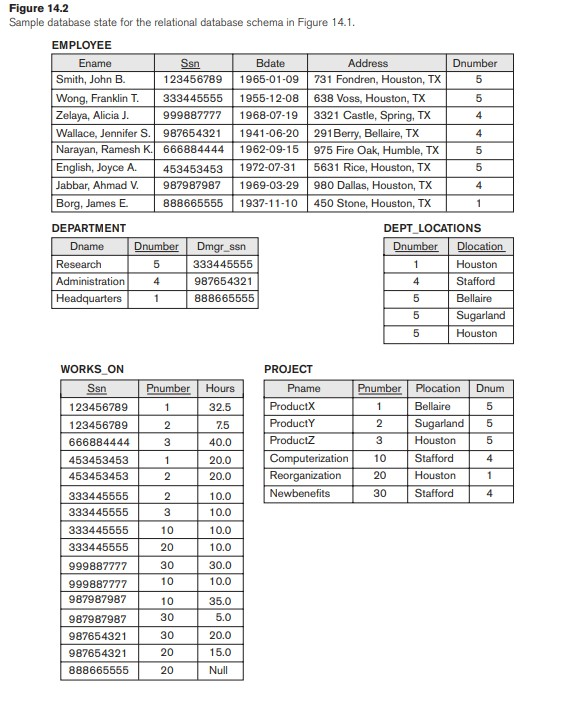 Figure 14.2
Sample database state for the relational database schema in Figure 14.1.
EMPLOYEE
Ename Ssn Bdate Address Dnumber
Smith, John B. 123456789 1965-01-09 731 Fondren, Houston, TX 5
Wong, Franklin T. 333445555 1955-12-08 638 Voss, Houston, TX 5
Zelaya, Alicia J. 999887777 1968-07-19 3321 Castle, Spring, TX 4
Wallace, Jennifer S. 987654321 1941-06-20 291Berry, Bellaire, TX 4
Narayan, Ramesh K. 666884444 1962-09-15 975 Fire Oak, Humble, TX 5
English, Joyce A. 453453453 1972-07-31 5631 Rice, Houston, TX 5
Jabbar, Ahmad V. 987987987 1969-03-29 980 Dallas, Houston, TX 4
Borg, James E. 888665555 1937-11-10 450 Stone, Houston, TX 1
DEPARTMENT
Dname Dnumber Dmgr_ssn
Research 5 333445555
Administration 4 987654321
Headquarters 1 888665555
DEPT_LOCATIONS
Dnumber Dlocation
1 Houston
4 Stafford
5 Bellaire
5 Sugarland
5 Houston
WORKS_ON
Ssn Pnumber Hours
123456789 1 32.5
123456789 2 7.5
666884444 3 40.0
453453453 1 20.0
453453453 2 20.0
333445555 2 10.0
333445555 3 10.0
333445555 10 10.0
333445555 20 10.0
999887777 30 30.0
999887777 10 10.0
987987987 10 35.0
987987987 30 5.0
987654321 30 20.0
987654321 20 15.0
888665555 20 Null
PROJECT
Pname Pnumber Plocation Dnum
ProductX 1 Bellaire 5
ProductY 2 Sugarland 5
ProductZ 3 Houston 5
Computerization 10 Stafford 4
Reorganization 20 Houston 1
Newbenefits 30 Stafford 4